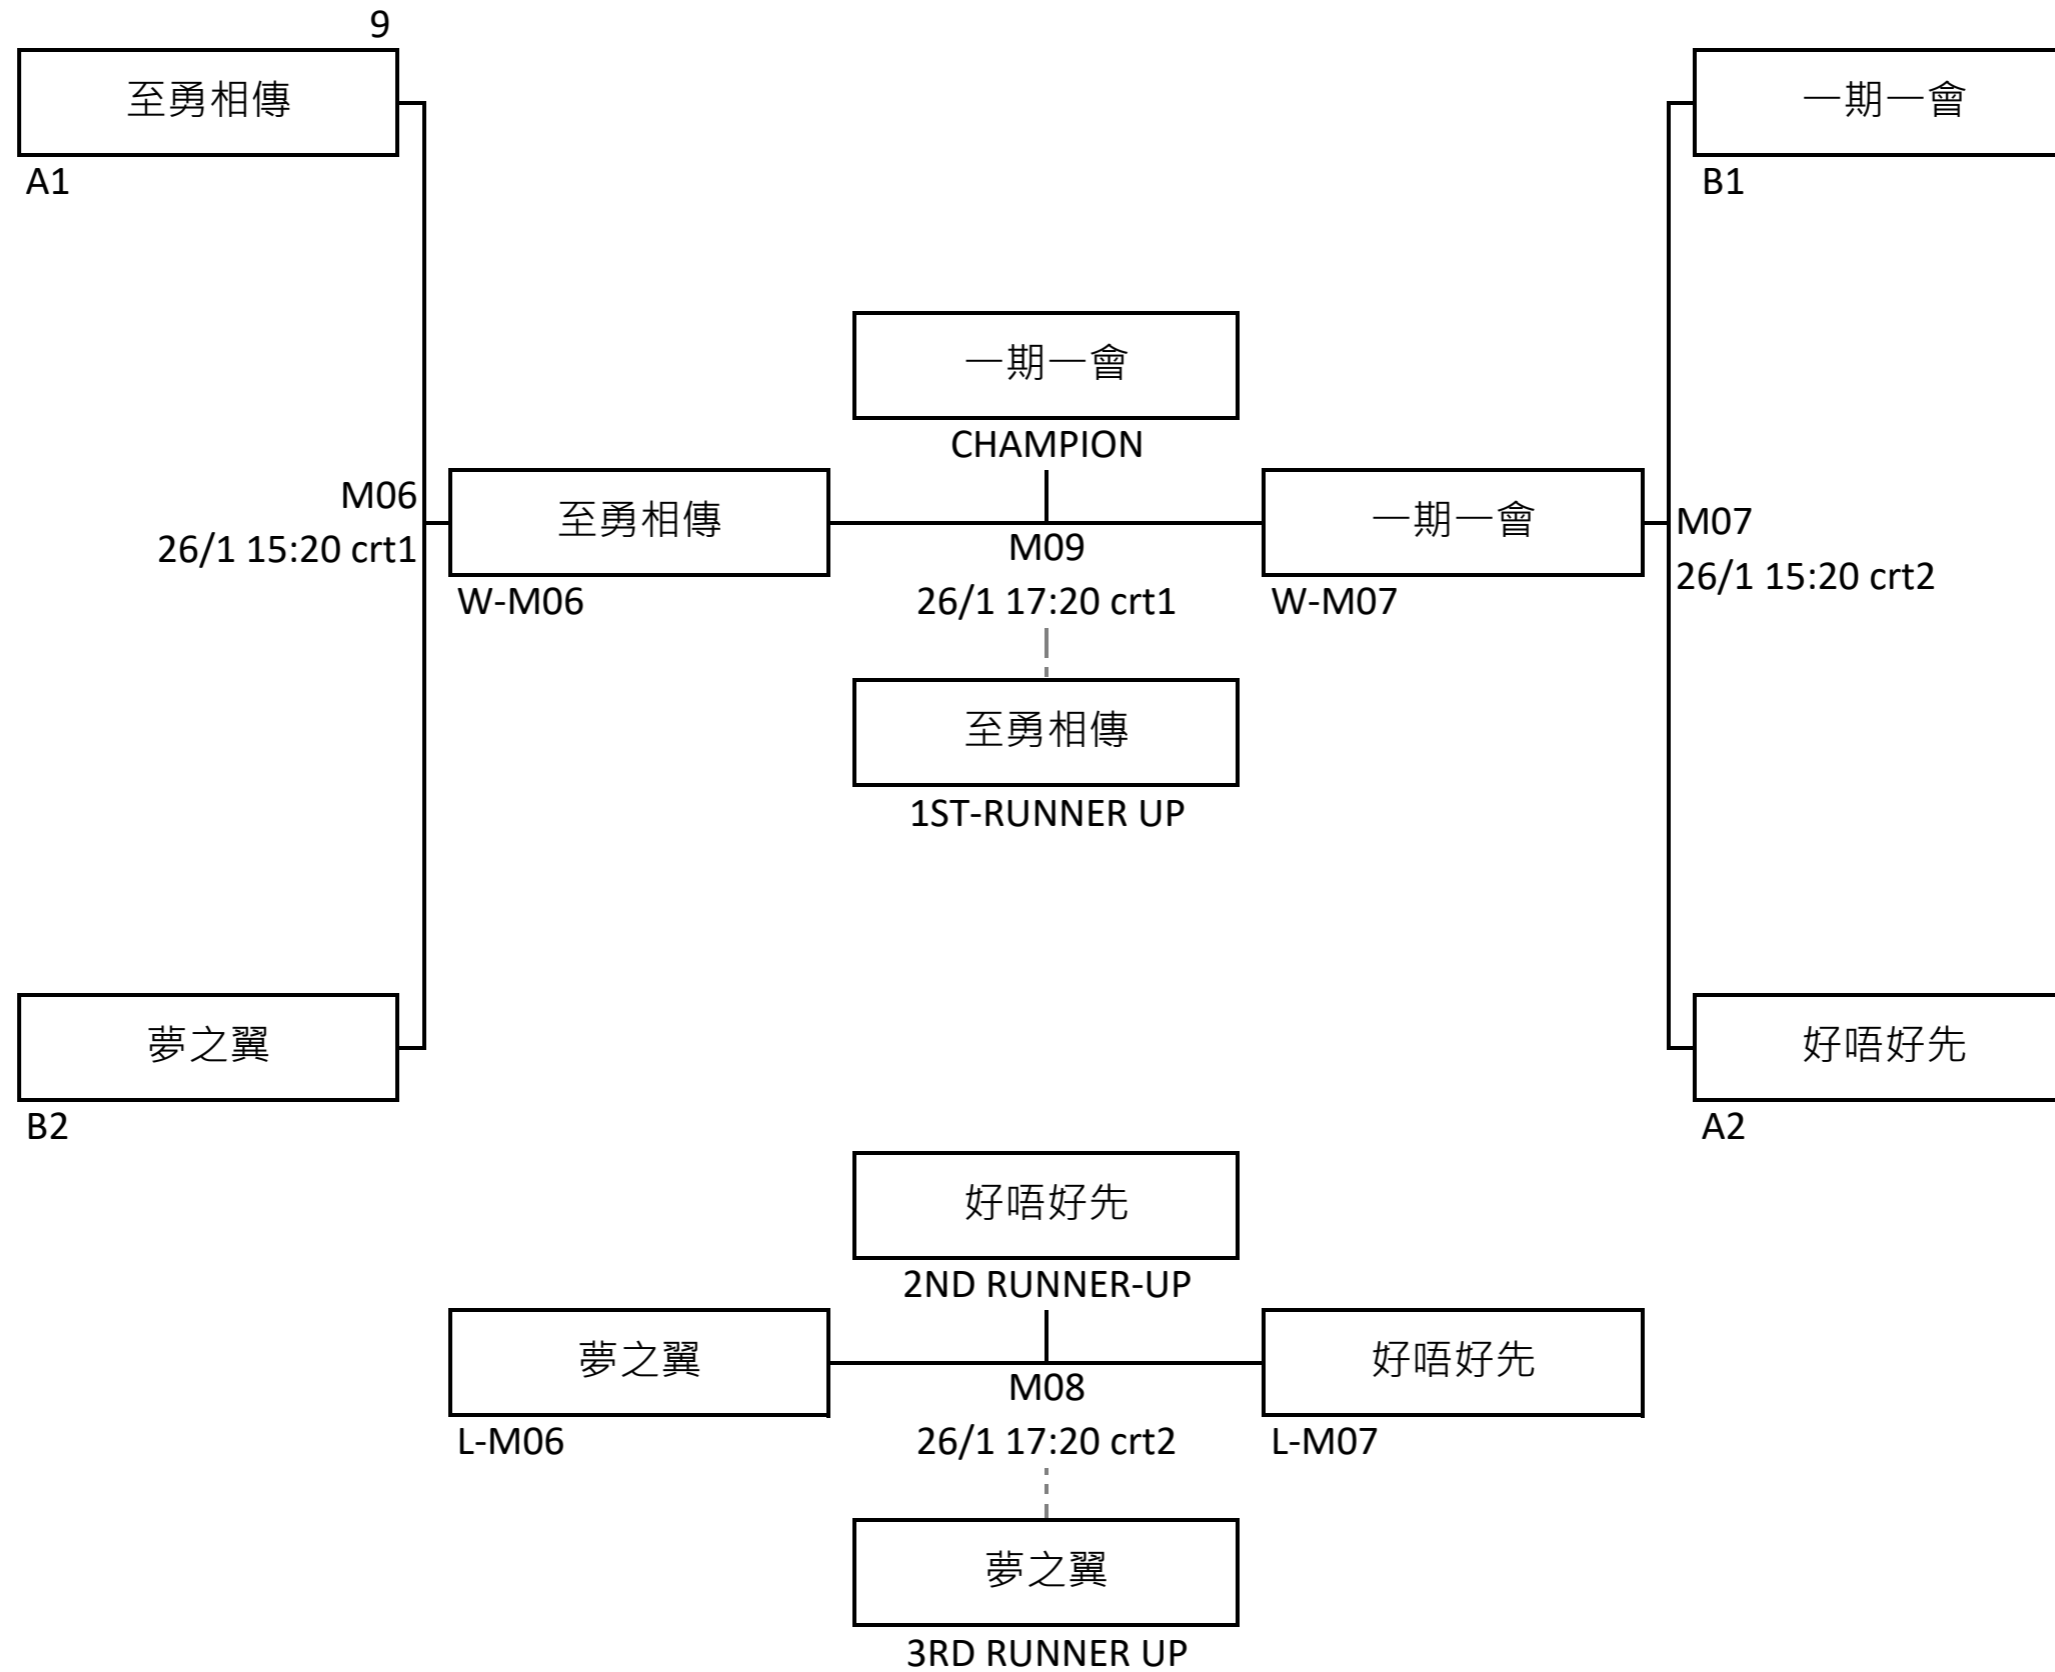 9
至勇相傳
A1
一期一會
B1
一期一會
CHAMPION
M06
26/1 15:20 crt1
至勇相傳
W-M06
M09
26/1 17:20 crt1
一期一會
W-M07
M07
26/1 15:20 crt2
至勇相傳
1ST-RUNNER UP
夢之翼
B2
好唔好先
A2
好唔好先
2ND RUNNER-UP
夢之翼
L-M06
M08
26/1 17:20 crt2
好唔好先
L-M07
夢之翼
3RD RUNNER UP